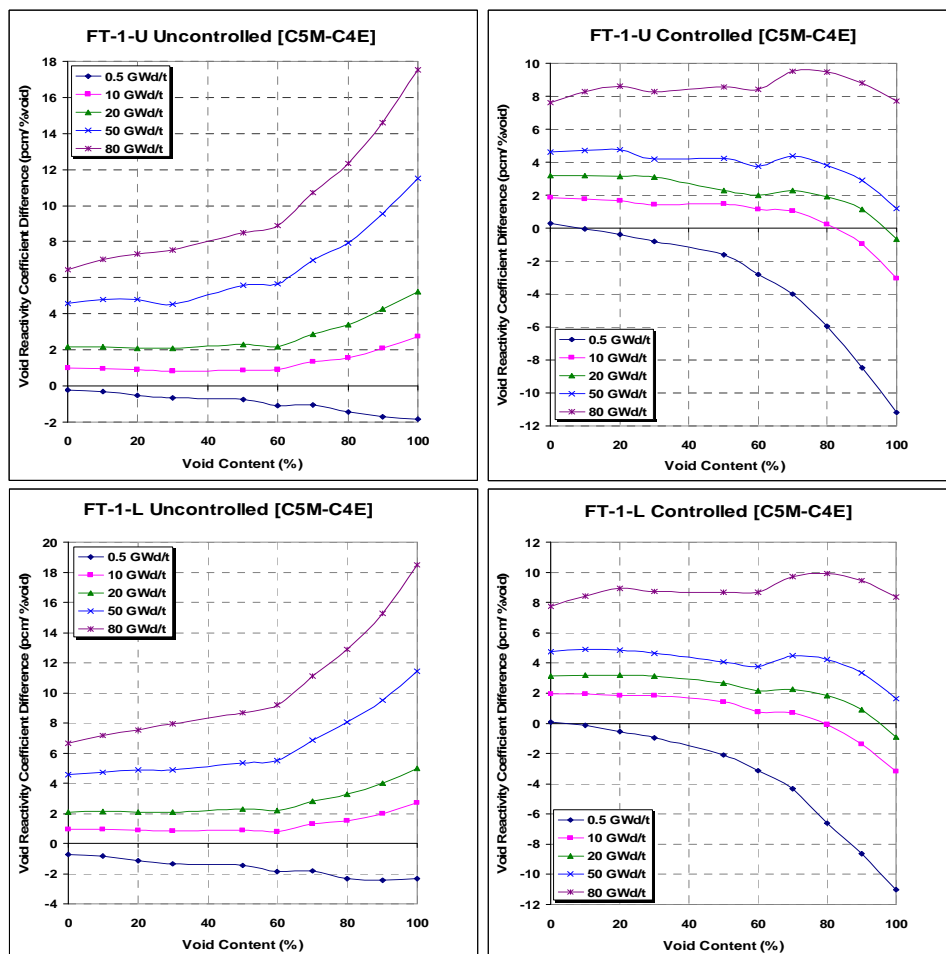 FT-1-U Uncontrolled [C5M-C4E]
Void Reactivity Coefficient Difference (pcm/%void)
18
16
14
12
10
8
6
4
2
0
-2
0.5 GWd/t
10 GWd/t
20 GWd/t
50 GWd/t
80 GWd/t
0 20 40 60 80 100
Void Content (%)
FT-1-U Controlled [C5M-C4E]
Void Reactivity Coefficient Difference (pcm/%void)
10
8
6
4
2
0
-2
-4
-6
-8
-10
-12
0.5 GWd/t
10 GWd/t
20 GWd/t
50 GWd/t
80 GWd/t
0 20 40 60 80 100
Void Content (%)
FT-1-L Uncontrolled [C5M-C4E]
Void Reactivity Coefficient Difference (pcm/%void)
20
18
16
14
12
10
8
6
4
2
0
-2
-4
0.5 GWd/t
10 GWd/t
20 GWd/t
50 GWd/t
80 GWd/t
0 20 40 60 80 100
Void Content (%)
FT-1-L Controlled [C5M-C4E]
Void Reactivity Coefficient Difference (pcm/%void)
12
10
8
6
4
2
0
-2
-4
-6
-8
-10
-12
0.5 GWd/t
10 GWd/t
20 GWd/t
50 GWd/t
80 GWd/t
0 20 40 60 80 100
Void Content (%)